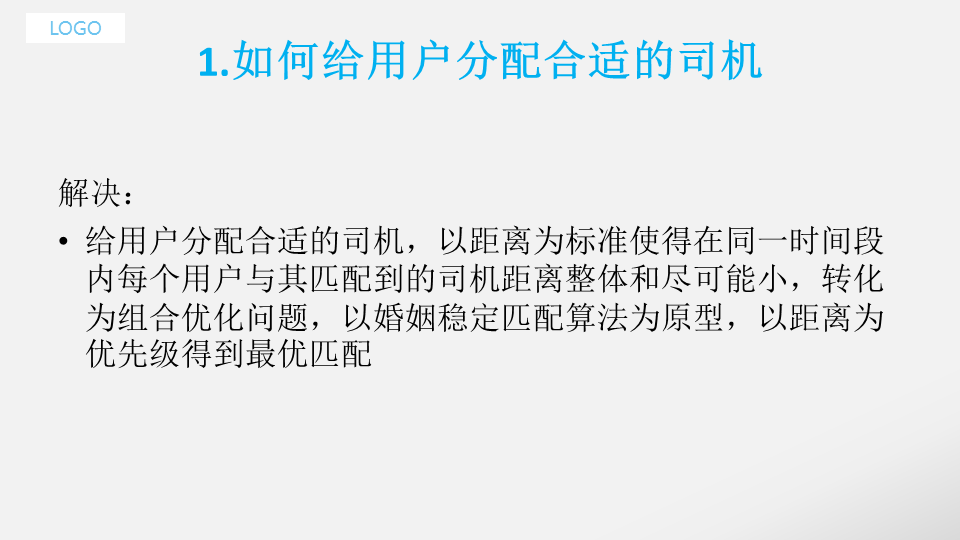 LOGO
1.如何给用户分配合适的司机
解决：
• 给用户分配合适的司机，以距离为标准使得在同一时间段
内每个用户与其匹配到的司机距离整体和尽可能小，转化
为组合优化问题，以婚姻稳定匹配算法为原型，以距离为
优先级得到最优匹配